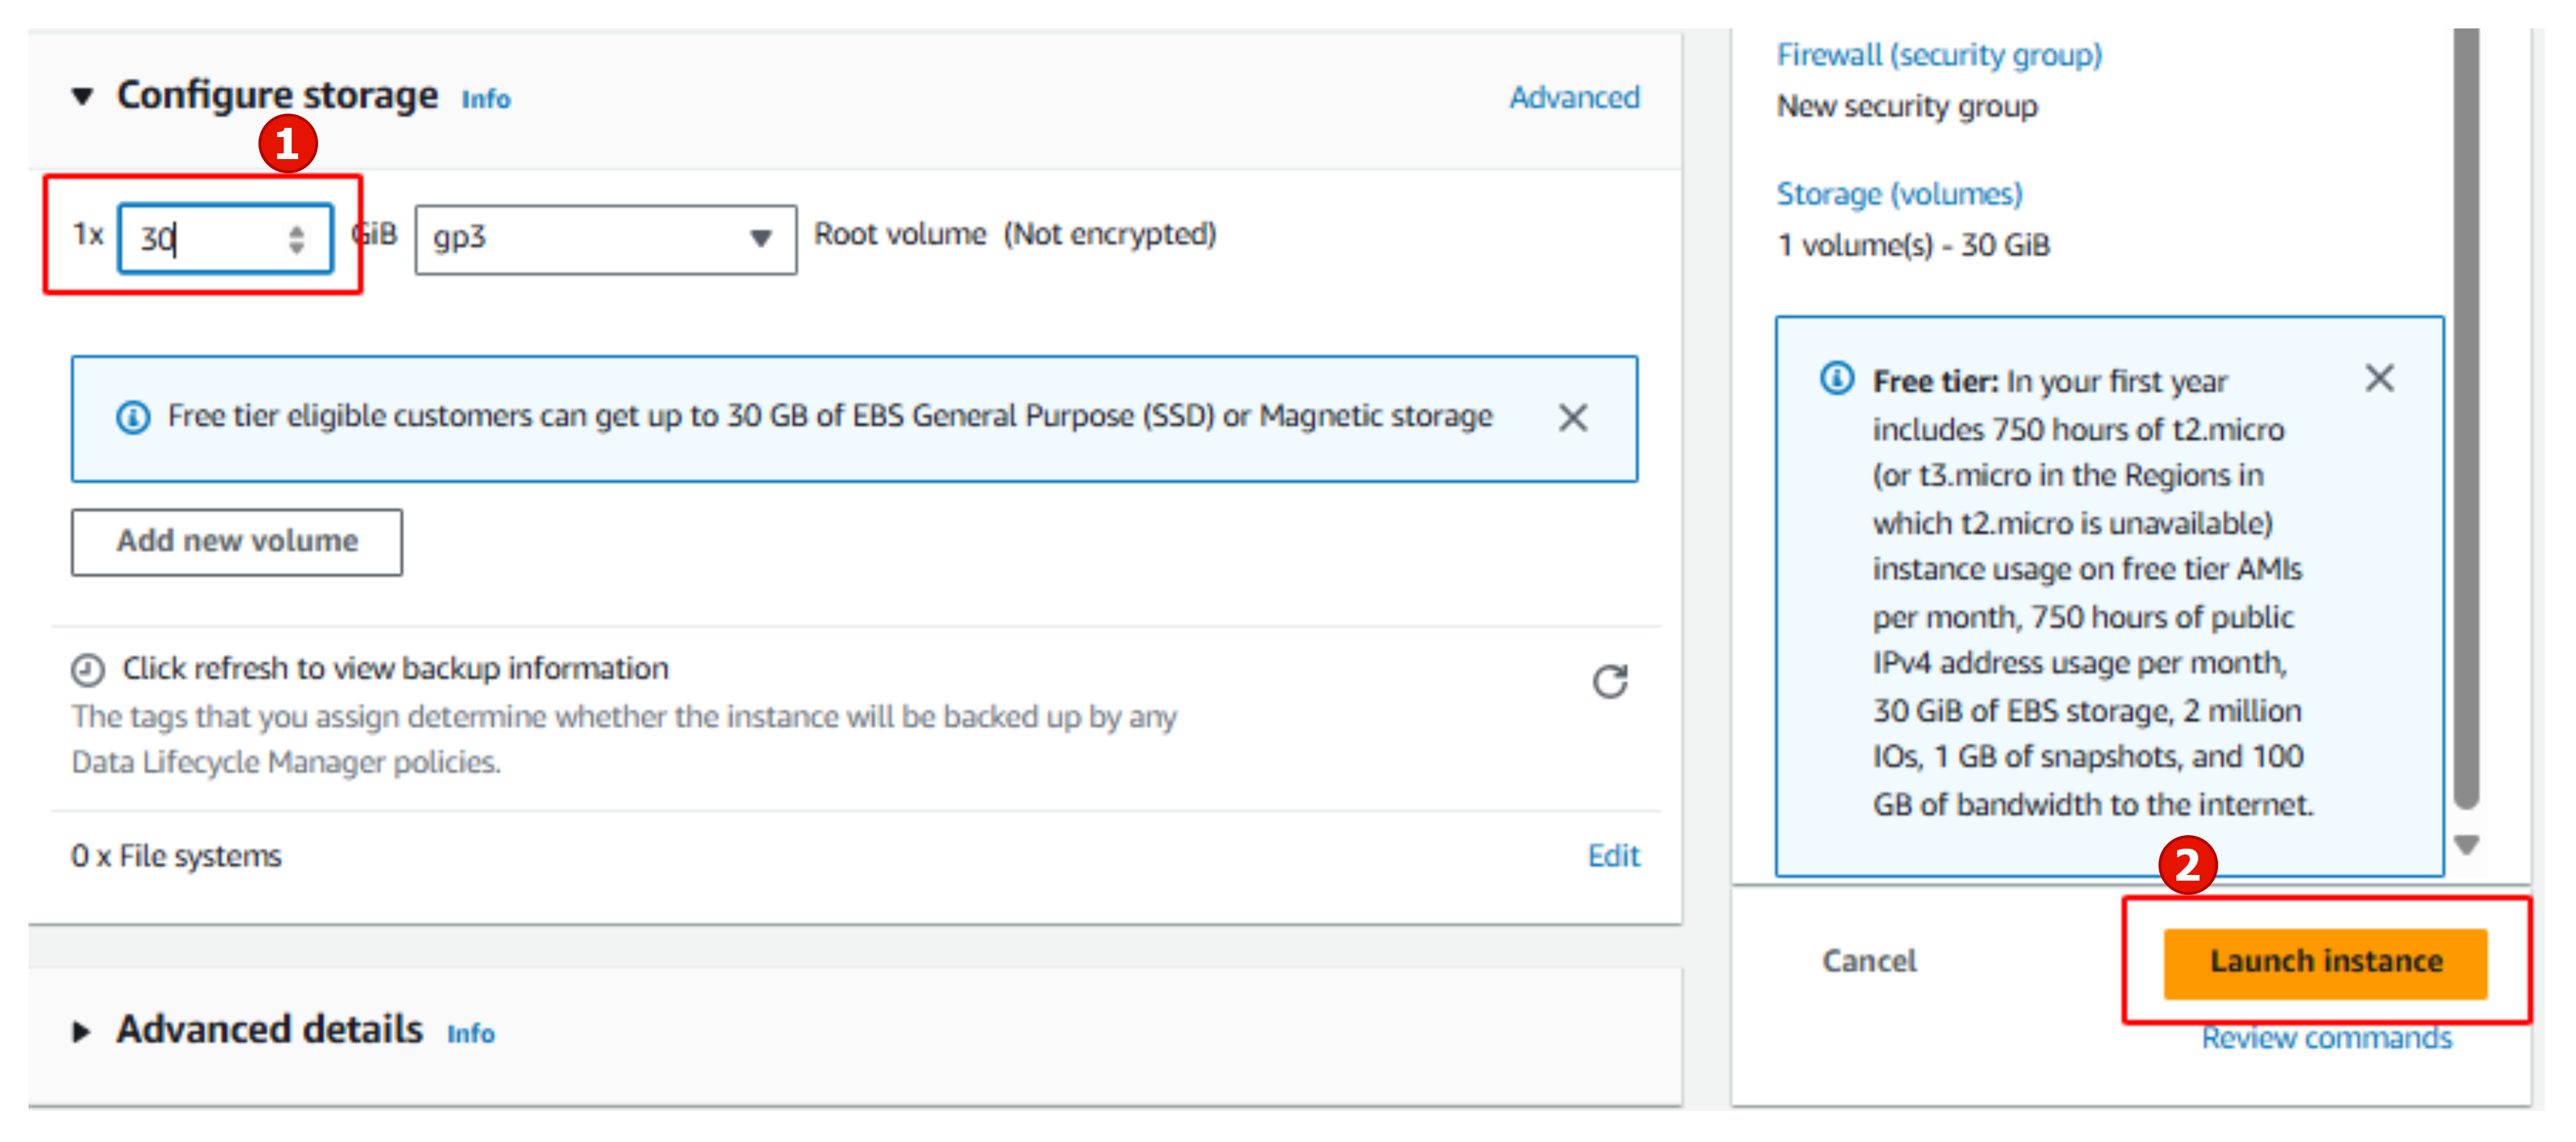 Configure storage Info
Advanced
1
1x 30 GiB gp3 Root volume (Not encrypted)
Free tier eligible customers can get up to 30 GB of EBS General Purpose (SSD) or Magnetic storage
Add new volume
Click refresh to view backup information
The tags that you assign determine whether the instance will be backed up by any
Data Lifecycle Manager policies.
0 x File systems
Edit
Advanced details Info
Firewall (security group)
New security group
Storage (volumes)
1 volume(s) - 30 GiB
Free tier: In your first year
includes 750 hours of t2.micro
(or t3.micro in the Regions in
which t2.micro is unavailable)
instance usage on free tier AMIs
per month, 750 hours of public
IPv4 address usage per month,
30 GiB of EBS storage, 2 million
IOs, 1 GB of snapshots, and 100
GB of bandwidth to the internet.
2
Cancel
Launch instance
Review commands